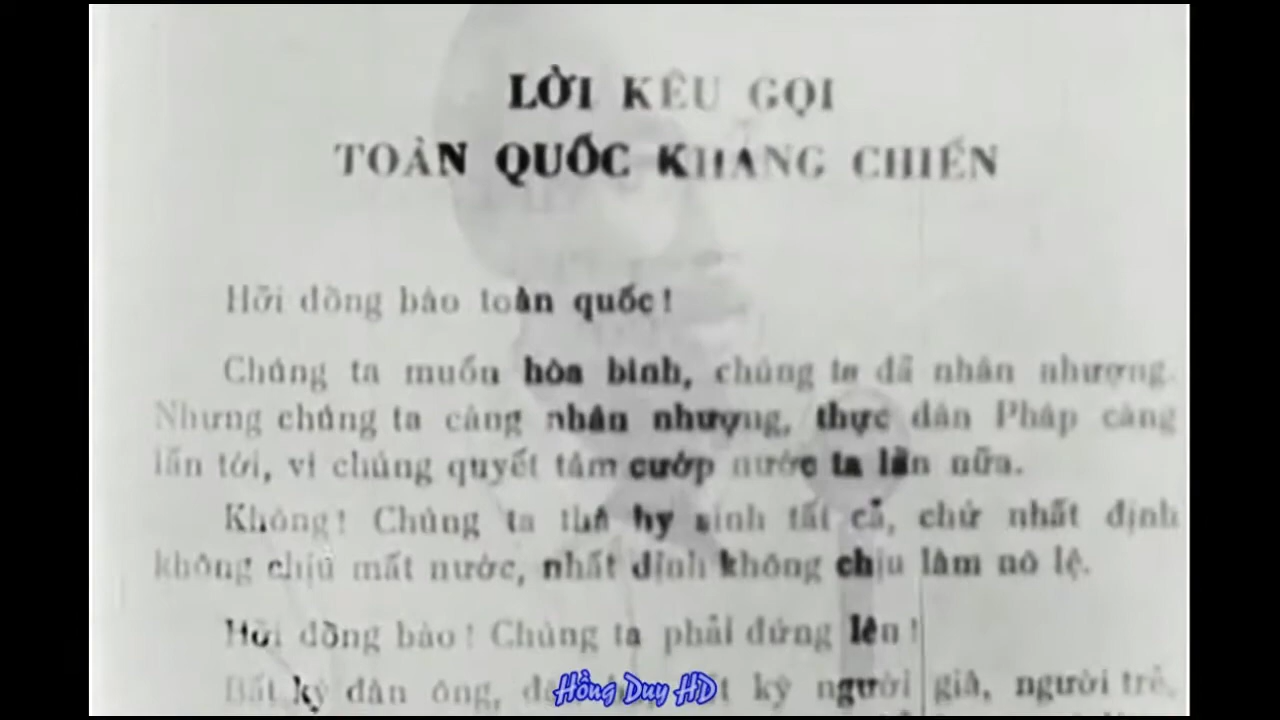 LỜI KÊU GỌI
TOÀN QUỐC KHÁNG CHIẾN
Hỡi đồng bào toàn quốc!
Chúng ta muốn hòa bình, chúng ta đã nhân nhượng.
Nhưng chúng ta càng nhân nhượng, thực dân Pháp càng
lấn tới, vì chúng quyết tâm cướp nước ta lần nữa.
Không! Chúng ta thà hy sinh tất cả, chứ nhất định
không chịu mất nước, nhất định không chịu làm nô lệ.
Hỡi đồng bào! Chúng ta phải đứng lên!
Bất kỳ đàn ông, kỳ người già, người trẻ,
Hồng Duy HD